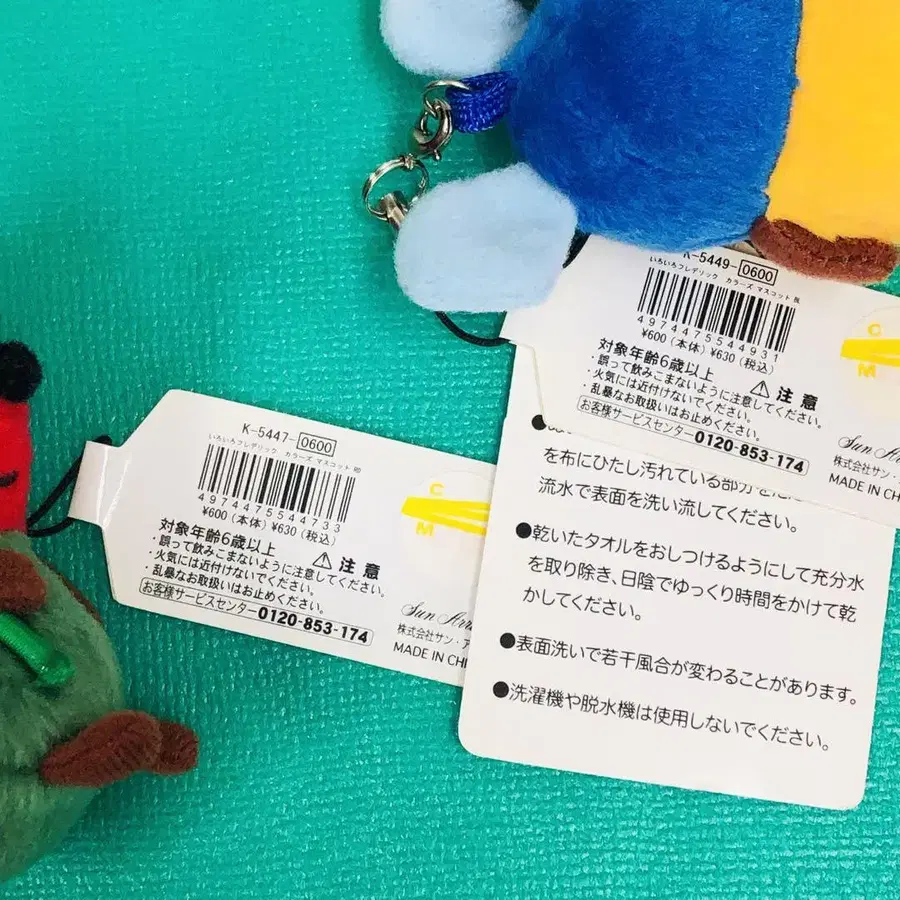 K-5447-0600
いろいろフレデリック カラーズ マスコット
4974475544733
¥600(本体)¥630(税込)
対象年齢6歳以上
⚠注意
・誤って飲みこまないように注意してください。
・火気には近付けないでください。
・乱暴なお取扱いはお止めください。
お客様サービスセンター0120-853-174
C
M
Sun
株式会社サン・ア
MADE IN CHI
K-5449-0600
いろいろフレデリック カラーズ マスコット
4974475544931
¥600(本体)¥630(税込)
対象年齢6歳以上
⚠注意
・誤って飲みこまないように注意してください。
・火気には近付けないでください。
・乱暴なお取扱いはお止めください。
お客様サービスセンター0120-853-174
C
M
Sun
株式会社サン・
MADE IN CH
を布にひたし汚れている部分を
流水で表面を洗い流してください。
●乾いたタオルをおしつけるようにして充分水
を取り除き、日陰でゆっくり時間をかけて乾
かしてください。
●表面洗いで若干風合が変わることがあります。
●洗濯機や脱水機は使用しないでください。